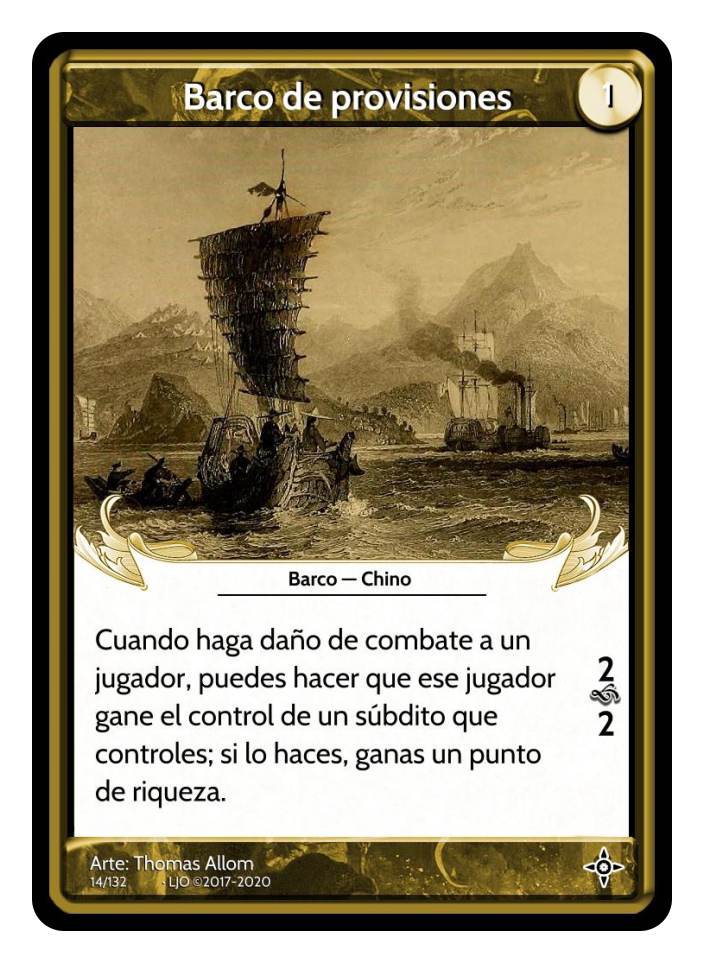 Barco de provisiones
1
Barco — Chino
Cuando haga daño de combate a un
jugador, puedes hacer que ese jugador
gane el control de un súbdito que
controles; si lo haces, ganas un punto
de riqueza.
2
2
Arte: Thomas Allom
14/132 · LJO ©2017-2020